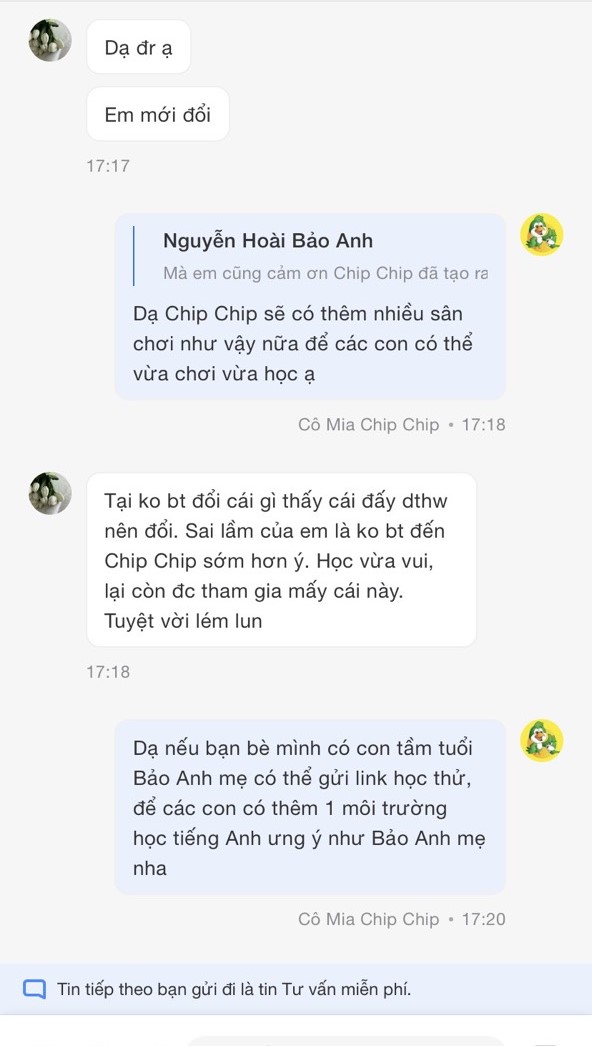 Dạ đr ạ
Em mới đổi
17:17
Nguyễn Hoài Bảo Anh
Mà em cũng cảm ơn Chip Chip đã tạo ra
Dạ Chip Chip sẽ có thêm nhiều sân
chơi như vậy nữa để các con có thể
vừa chơi vừa học ạ
Cô Mia Chip Chip • 17:18
Tại ko bt đổi cái gì thấy cái đấy dthw
nên đổi. Sai lầm của em là ko bt đến
Chip Chip sớm hơn ý. Học vừa vui,
lại còn đc tham gia mấy cái này.
Tuyệt vời lém lun
17:18
Dạ nếu bạn bè mình có con tầm tuổi
Bảo Anh mẹ có thể gửi link học thử,
để các con có thêm 1 môi trường
học tiếng Anh ưng ý như Bảo Anh mẹ
nha
Cô Mia Chip Chip • 17:20
Tin tiếp theo bạn gửi đi là tin Tư vấn miễn phí.